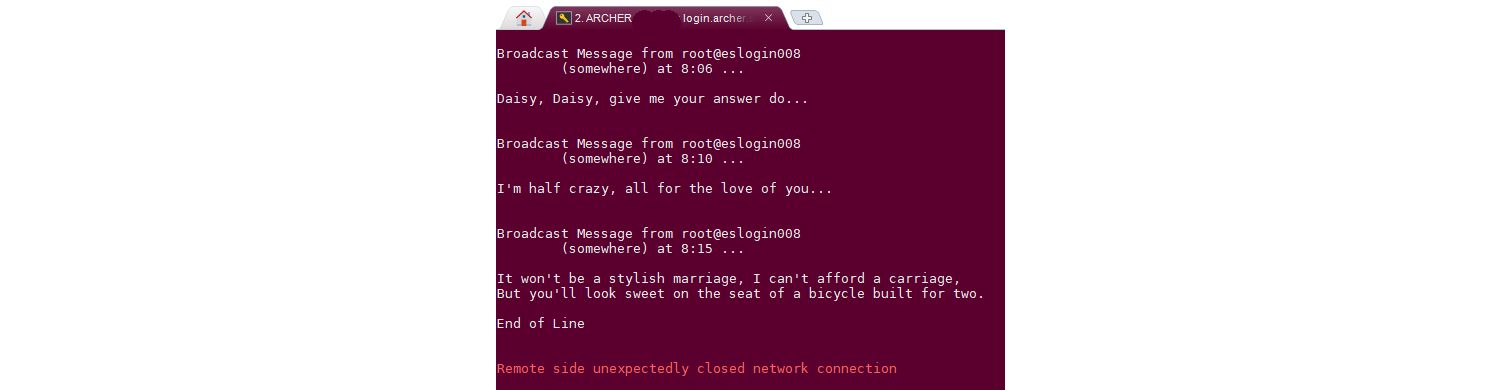 2. ARCHER login.archer.
Broadcast Message from root@eslogin008
(somewhere) at 8:06 ...
Daisy, Daisy, give me your answer do...
Broadcast Message from root@eslogin008
(somewhere) at 8:10 ...
I'm half crazy, all for the love of you...
Broadcast Message from root@eslogin008
(somewhere) at 8:15 ...
It won't be a stylish marriage, I can't afford a carriage,
But you'll look sweet on the seat of a bicycle built for two.
End of Line
Remote side unexpectedly closed network connection